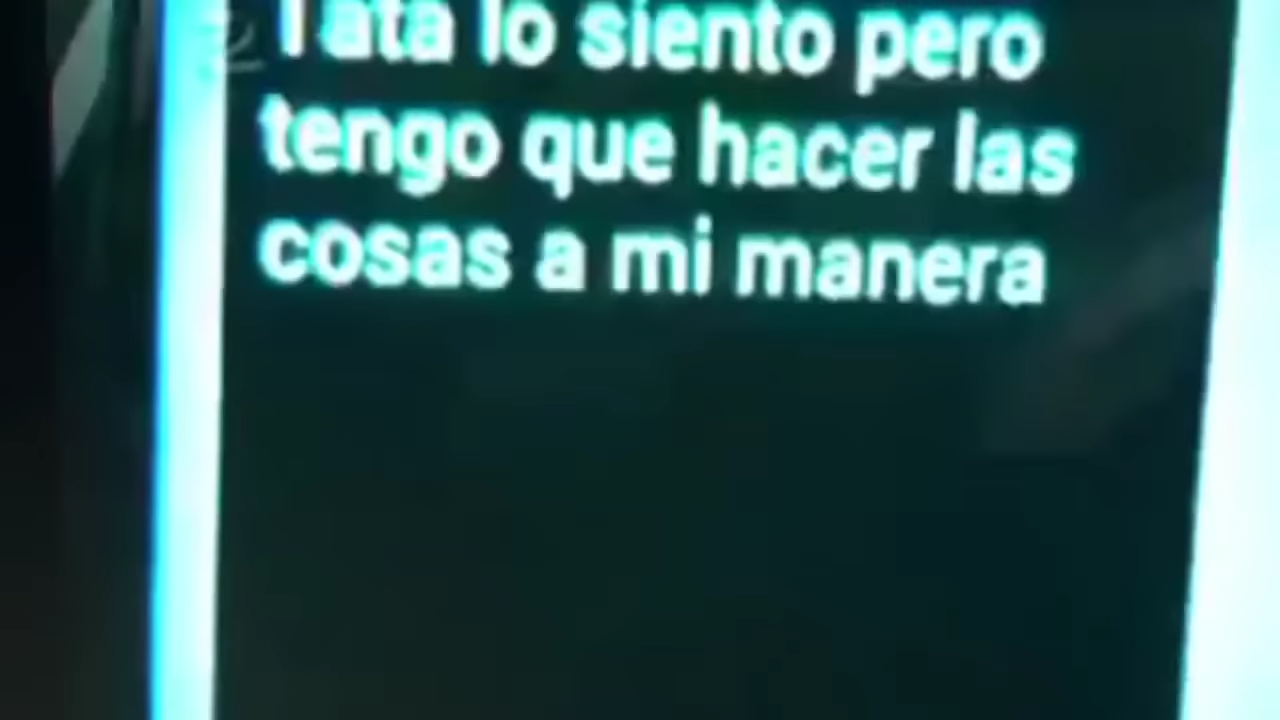 Tata lo siento pero
tengo que hacer las
cosas a mi manera